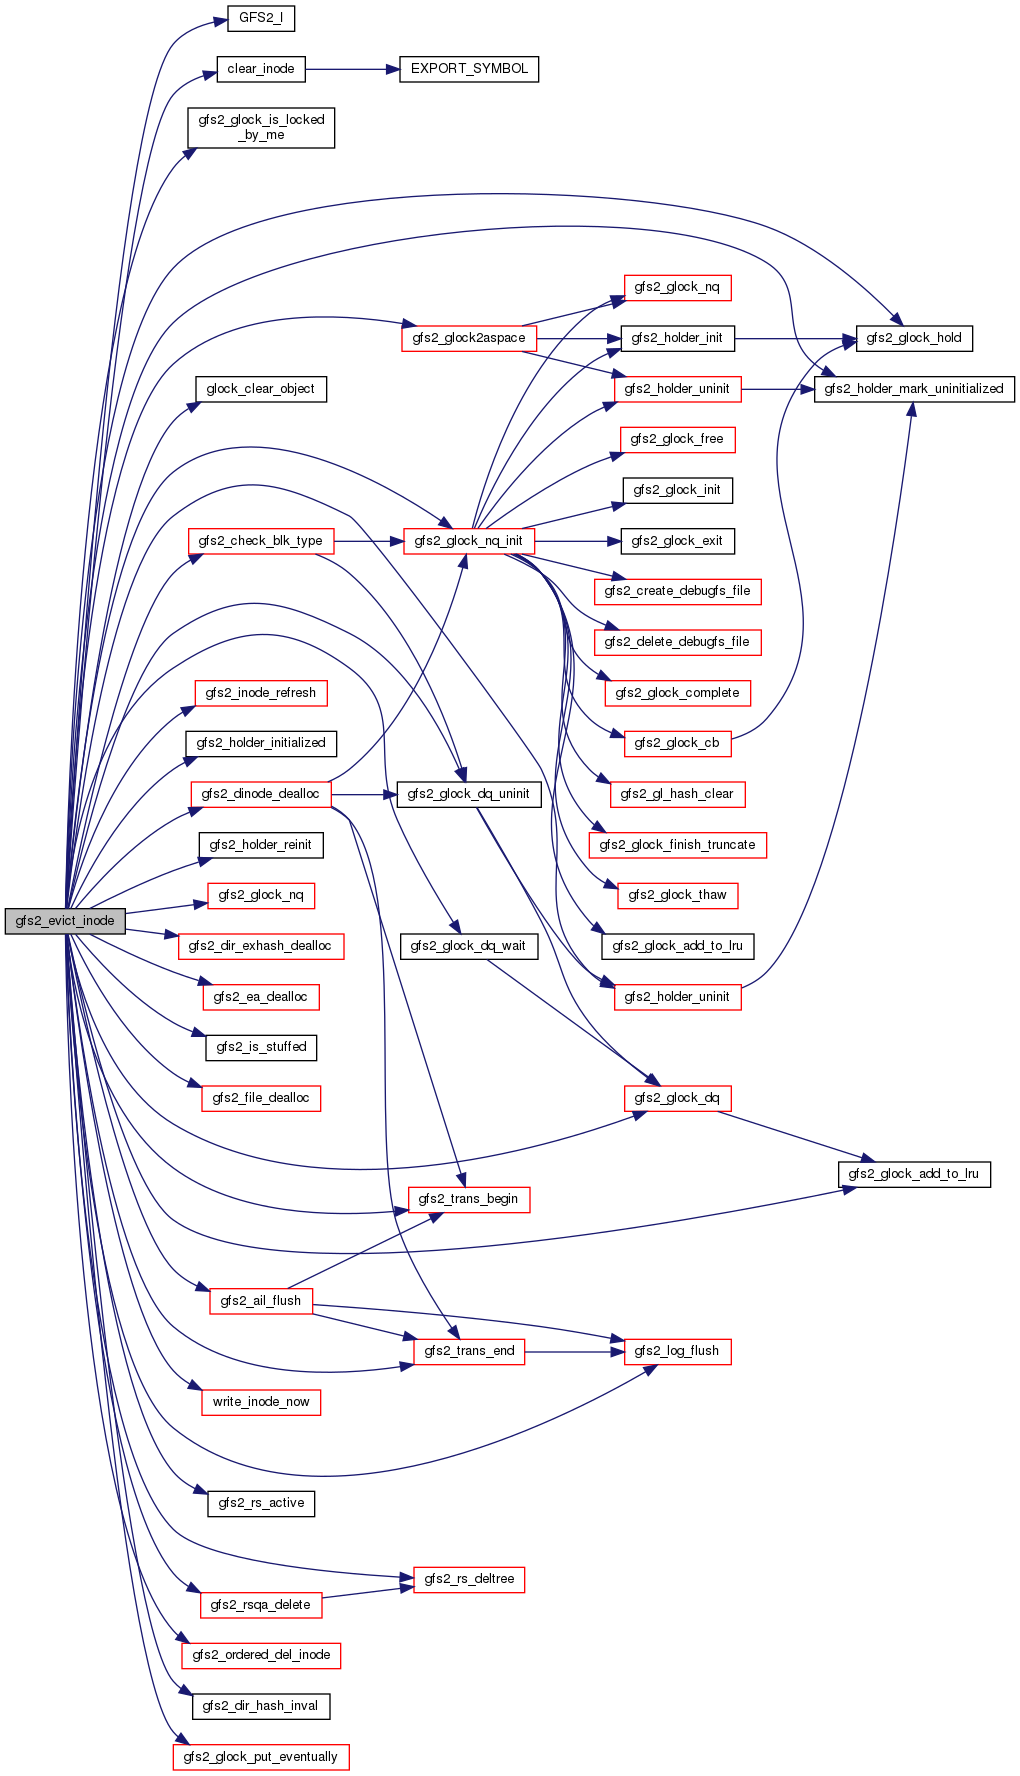 GFS2_I
clear_inode
EXPORT_SYMBOL
gfs2_glock_is_locked
_by_me
gfs2_glock_nq
gfs2_glock2aspace
gfs2_holder_init
gfs2_glock_hold
glock_clear_object
gfs2_holder_uninit
gfs2_holder_mark_uninitialized
gfs2_glock_free
gfs2_glock_init
gfs2_check_blk_type
gfs2_glock_nq_init
gfs2_glock_exit
gfs2_create_debugfs_file
gfs2_delete_debugfs_file
gfs2_inode_refresh
gfs2_glock_complete
gfs2_holder_initialized
gfs2_glock_cb
gfs2_dinode_dealloc
gfs2_glock_dq_uninit
gfs2_gl_hash_clear
gfs2_holder_reinit
gfs2_glock_finish_truncate
gfs2_glock_nq
gfs2_glock_thaw
gfs2_evict_inode
gfs2_dir_exhash_dealloc
gfs2_glock_dq_wait
gfs2_glock_add_to_lru
gfs2_ea_dealloc
gfs2_holder_uninit
gfs2_is_stuffed
gfs2_file_dealloc
gfs2_glock_dq
gfs2_glock_add_to_lru
gfs2_trans_begin
gfs2_ail_flush
gfs2_trans_end
gfs2_log_flush
write_inode_now
gfs2_rs_active
gfs2_rs_deltree
gfs2_rsqa_delete
gfs2_ordered_del_inode
gfs2_dir_hash_inval
gfs2_glock_put_eventually